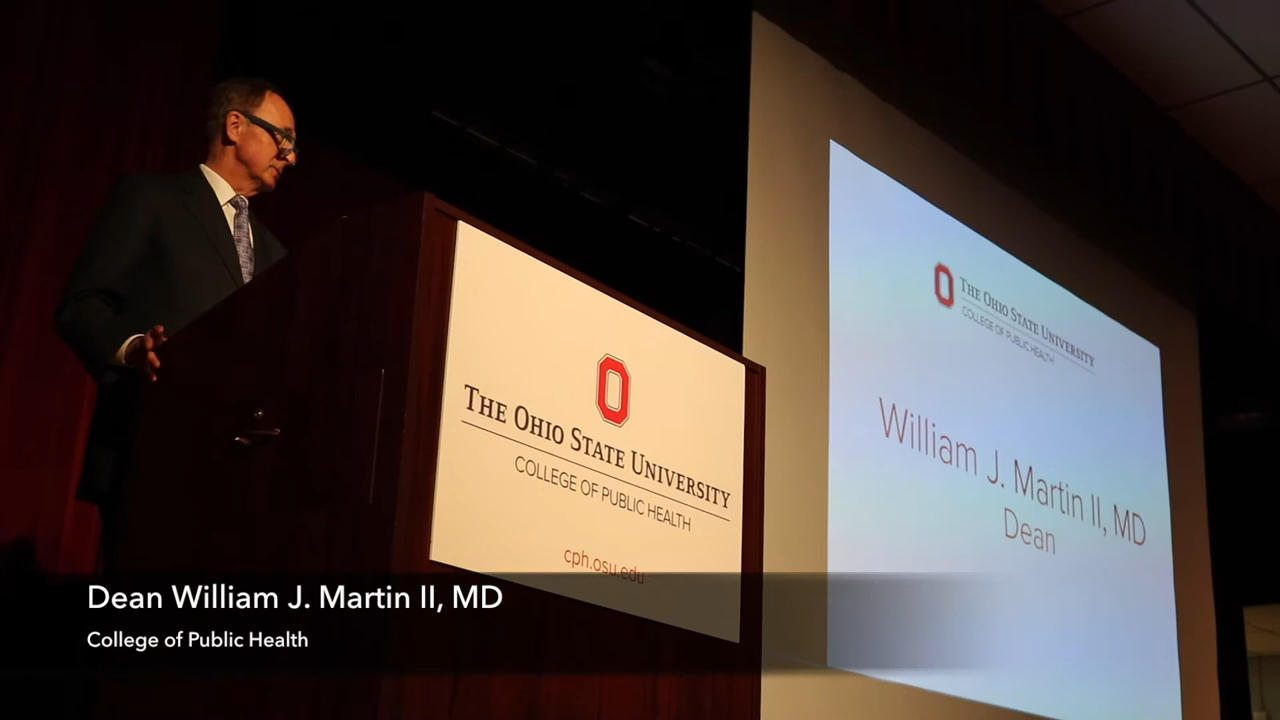 THE OHIO STATE UNIVERSITY
COLLEGE OF PUBLIC HEALTH
cph.osu.edu
THE OHIO STATE UNIVERSITY
COLLEGE OF PUBLIC HEALTH
William J. Martin II, MD
Dean
Dean William J. Martin II, MD
College of Public Health